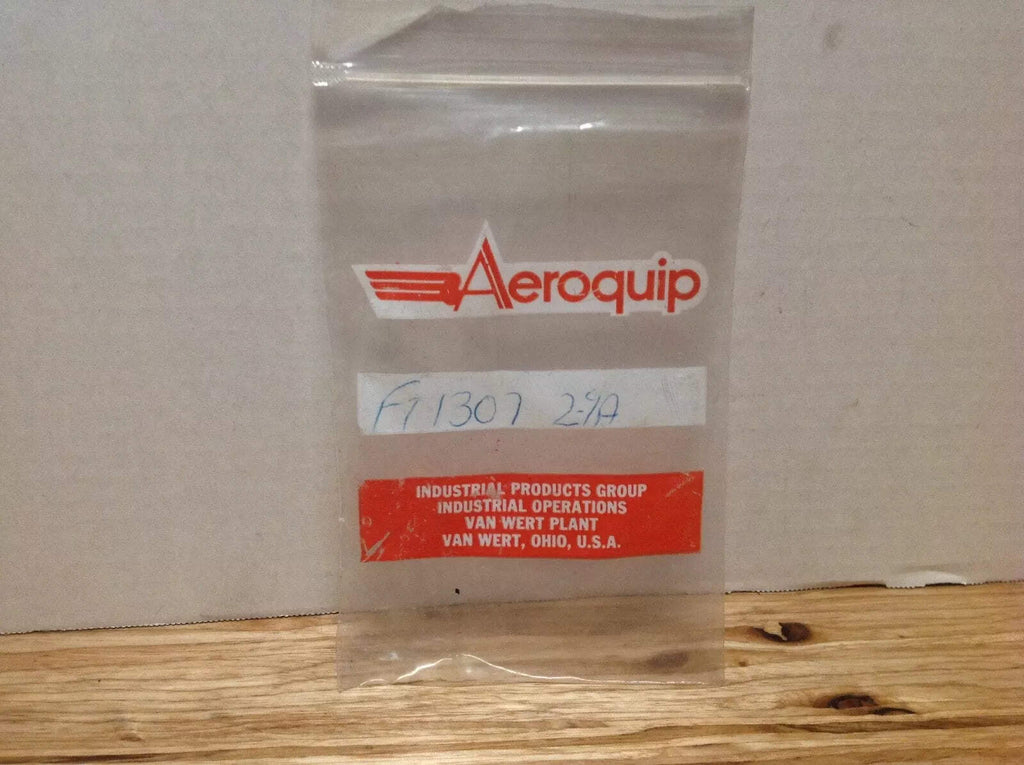 Aeroquip
FT1307 2-9A
INDUSTRIAL PRODUCTS GROUP
INDUSTRIAL OPERATIONS
VAN WERT PLANT
VAN WERT, OHIO, U.S.A.